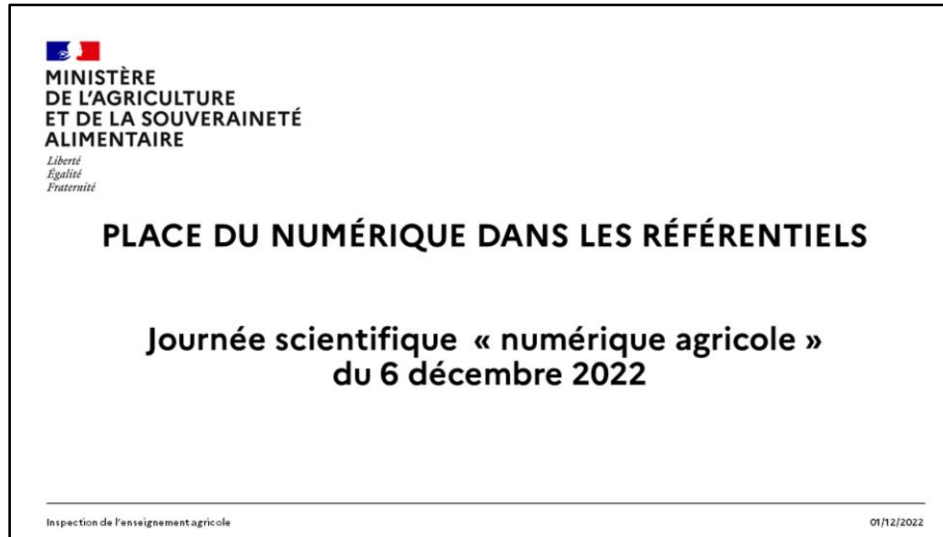 MINISTÈRE
DE L'AGRICULTURE
ET DE LA SOUVERAINETÉ
ALIMENTAIRE
Liberté
Égalité
Fraternité
PLACE DU NUMÉRIQUE DANS LES RÉFÉRENTIELS
Journée scientifique « numérique agricole »
du 6 décembre 2022
Inspection de l'enseignement agricole
01/12/2022